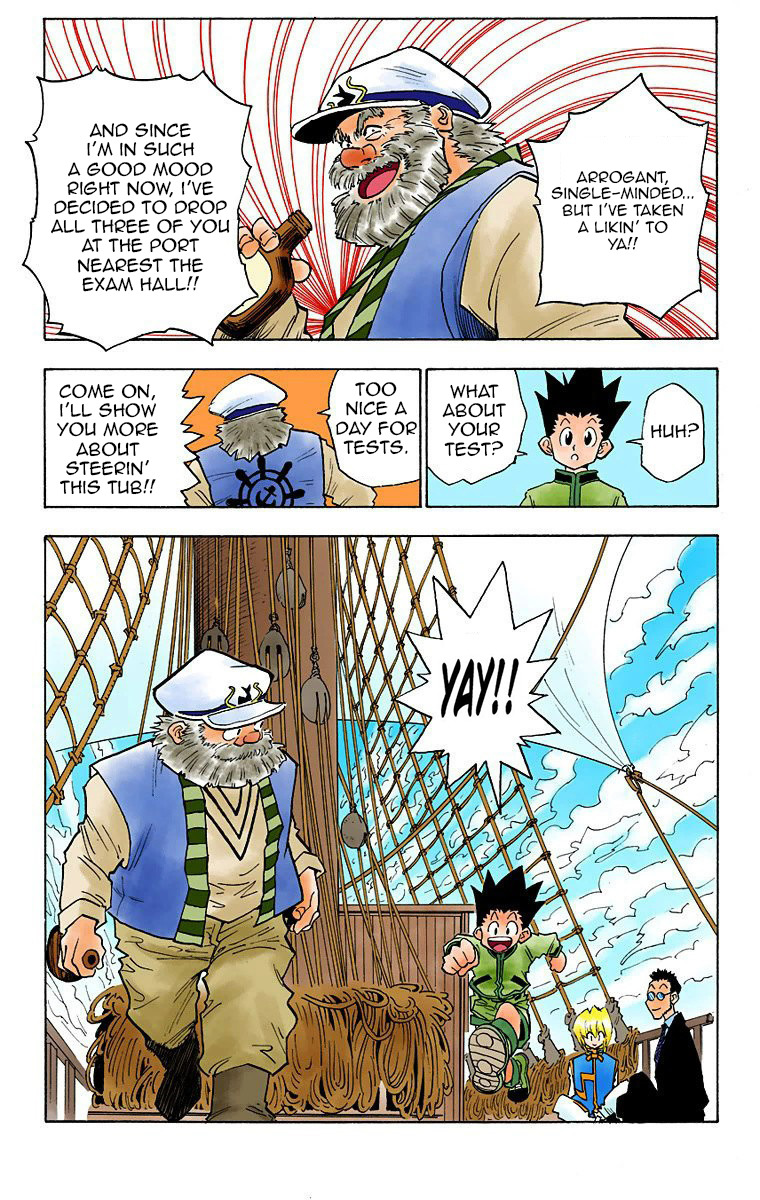 ARROGANT,
SINGLE-MINDED...
BUT I'VE TAKEN
A LIKIN' TO
YA!!
AND SINCE
I'M IN SUCH
A GOOD MOOD
RIGHT NOW, I'VE
DECIDED TO DROP
ALL THREE OF YOU
AT THE PORT
NEAREST THE
EXAM HALL!!
HUH?
WHAT
ABOUT
YOUR
TEST?
TOO
NICE A
DAY FOR
TESTS.
COME ON,
I'LL SHOW
YOU MORE
ABOUT
STEERIN'
THIS TUB!!
YAY!!